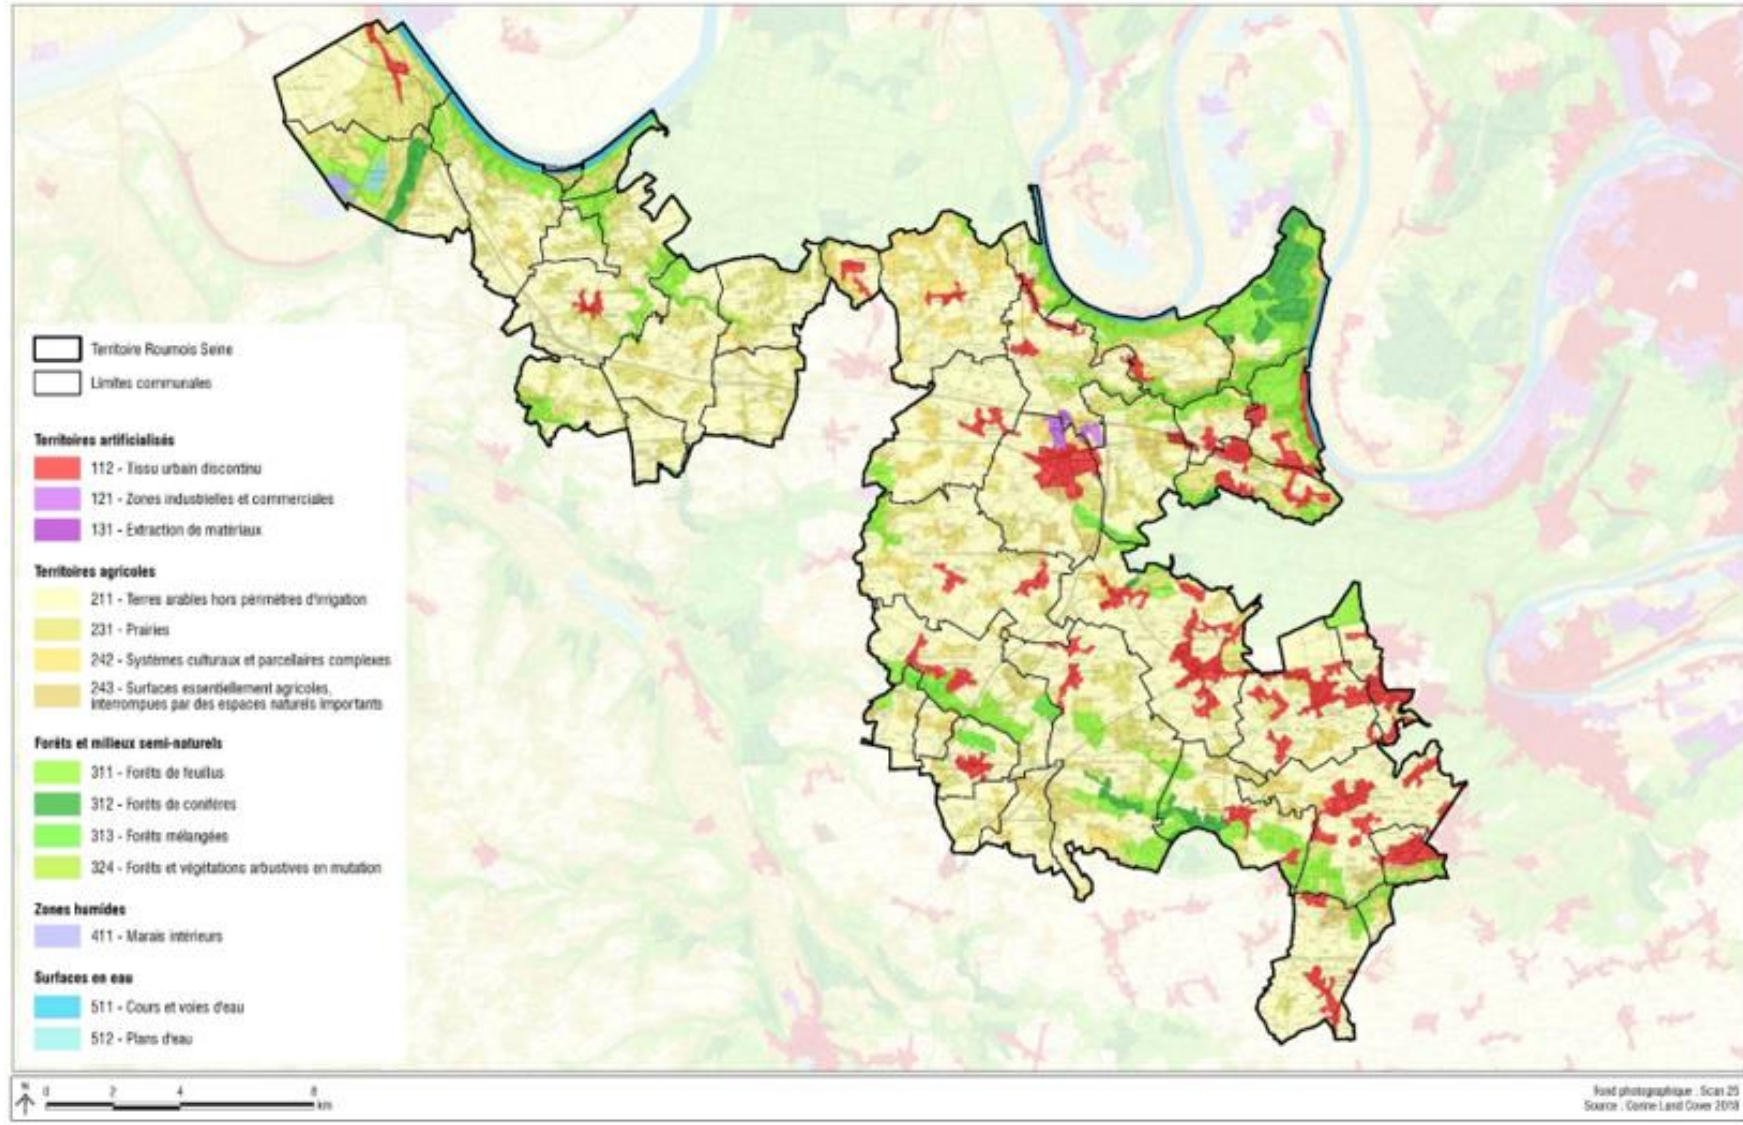 Territoire Roumois Seine
Limites communales
Territoires artificialisés
112 - Tissu urbain discontinu
121 - Zones industrielles et commerciales
131 - Extraction de matériaux
Territoires agricoles
211 - Terres arables hors périmètres d'irrigation
231 - Prairies
242 - Systèmes culturaux et parcellaires complexes
243 - Surfaces essentiellement agricoles,
interrompues par des espaces naturels importants
Forêts et milieux semi-naturels
311 - Forêts de feuillus
312 - Forêts de conifères
313 - Forêts mélangées
324 - Forêts et végétations arbustives en mutation
Zones humides
411 - Marais intérieurs
Surfaces en eau
511 - Cours et voies d'eau
512 - Plans d'eau
N 0 2 4 8
km
Fond photographique : Scan 25
Source : Corine Land Cover 2018